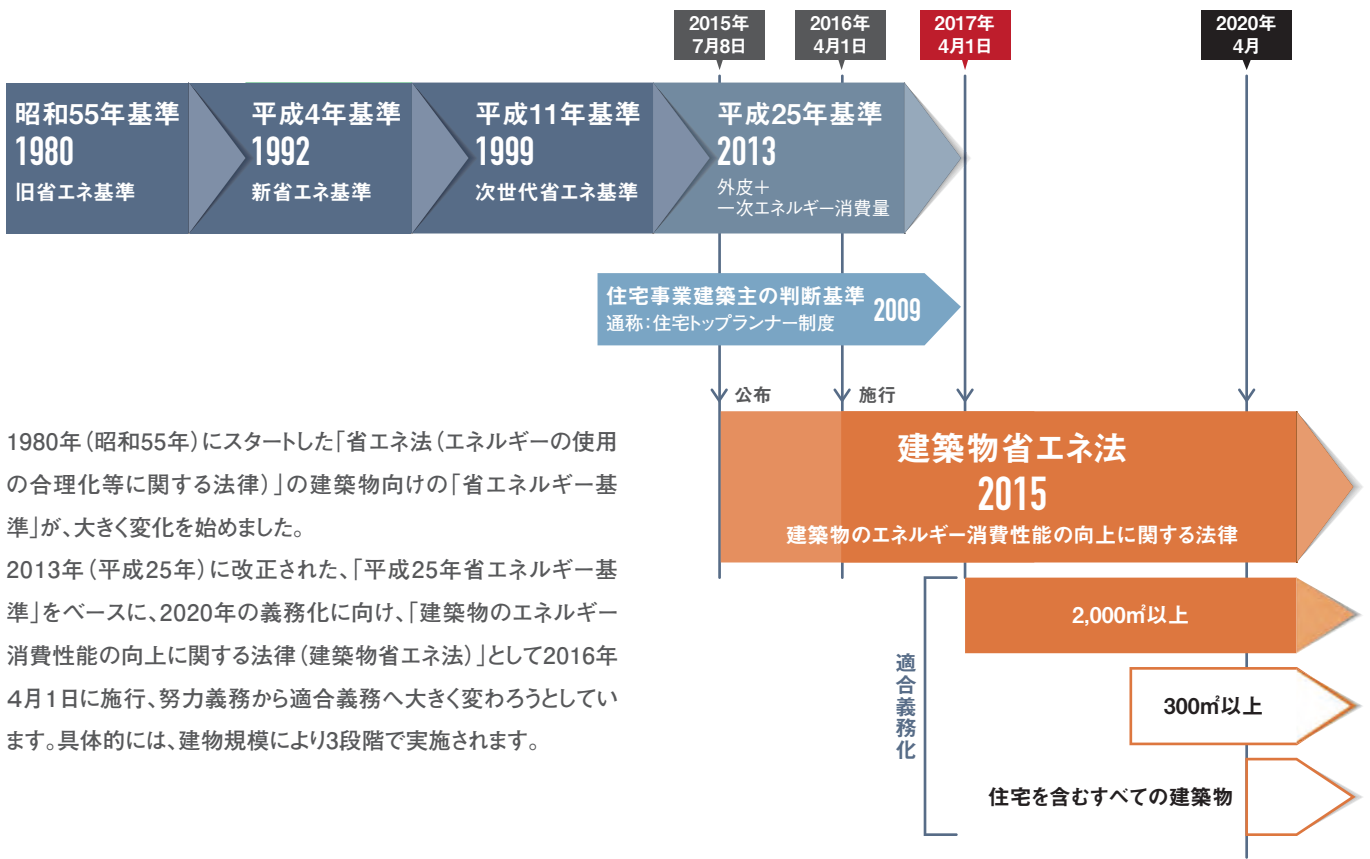 2015年
7月8日
2016年
4月1日
2017年
4月1日
2020年
4月
昭和55年基準
1980
旧省エネ基準
平成4年基準
1992
新省エネ基準
平成11年基準
1999
次世代省エネ基準
平成25年基準
2013
外皮＋
一次エネルギー消費量
住宅事業建築主の判断基準
通称：住宅トップランナー制度
2009
公布
施行
建築物省エネ法
2015
建築物のエネルギー消費性能の向上に関する法律
1980年（昭和55年）にスタートした「省エネ法（エネルギーの使用
の合理化等に関する法律）」の建築物向けの「省エネルギー基
準」が、大きく変化を始めました。
2013年（平成25年）に改正された、「平成25年省エネルギー基
準」をベースに、2020年の義務化に向け、「建築物のエネルギー
消費性能の向上に関する法律（建築物省エネ法）」として2016年
4月1日に施行、努力義務から適合義務へ大きく変わろうとしてい
ます。具体的には、建物規模により3段階で実施されます。
適合義務化
2,000㎡以上
300㎡以上
住宅を含むすべての建築物